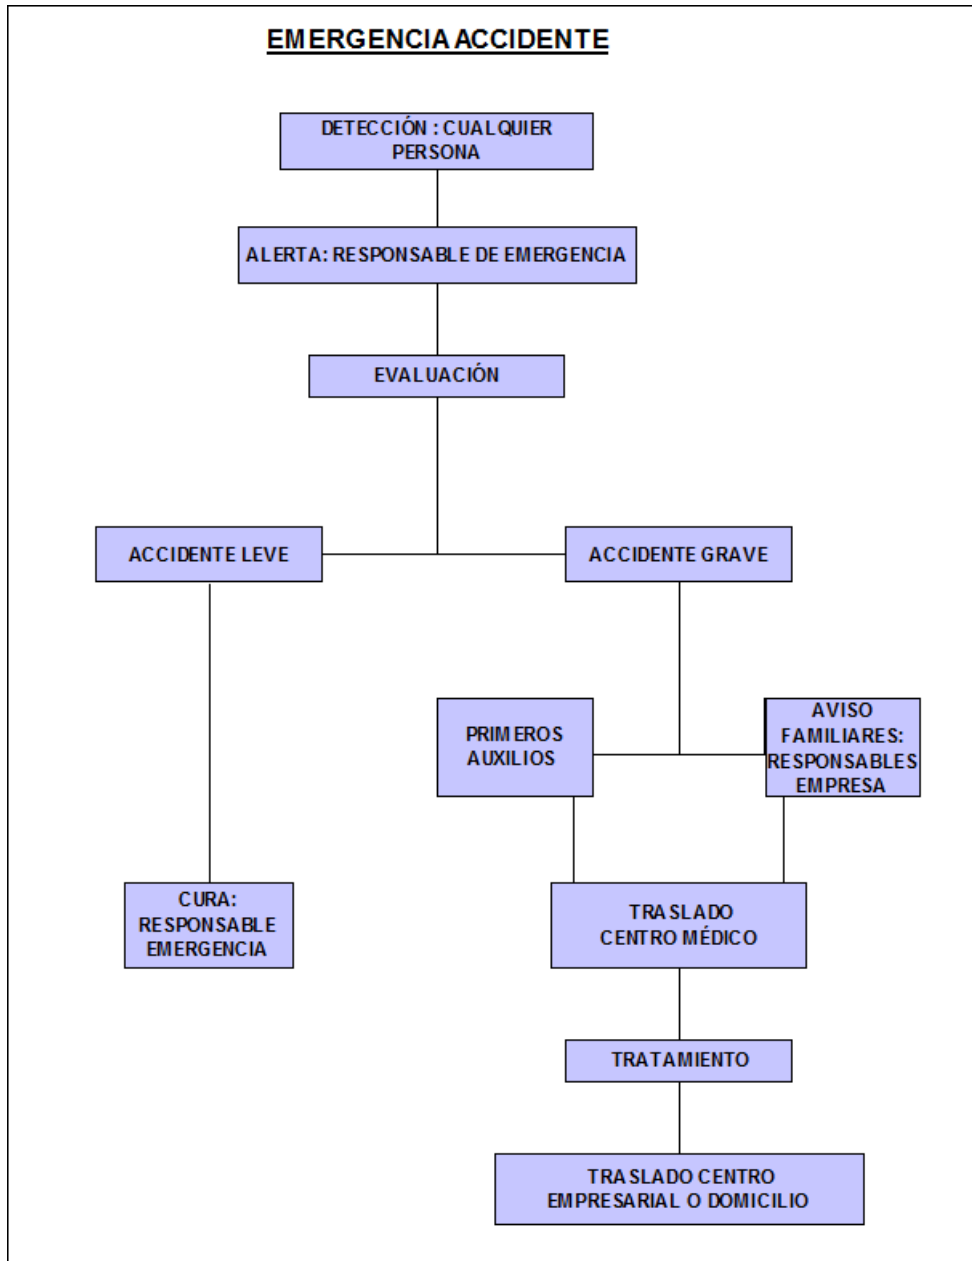 EMERGENCIA ACCIDENTE
DETECCIÓN : CUALQUIER
PERSONA
ALERTA: RESPONSABLE DE EMERGENCIA
EVALUACIÓN
ACCIDENTE LEVE
ACCIDENTE GRAVE
PRIMEROS
AUXILIOS
AVISO
FAMILIARES:
RESPONSABLES
EMPRESA
CURA:
RESPONSABLE
EMERGENCIA
TRASLADO
CENTRO MÉDICO
TRATAMIENTO
TRASLADO CENTRO
EMPRESARIAL O DOMICILIO